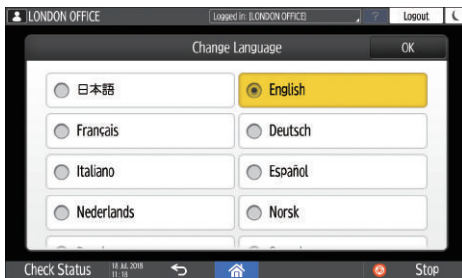 LONDON OFFICE
Logged in: [LONDON OFFICE]
?
Logout
Change Language
OK
日本語
English
Français
Deutsch
Italiano
Español
Nederlands
Norsk
Check Status
18 Jul. 2018
11:18
Stop